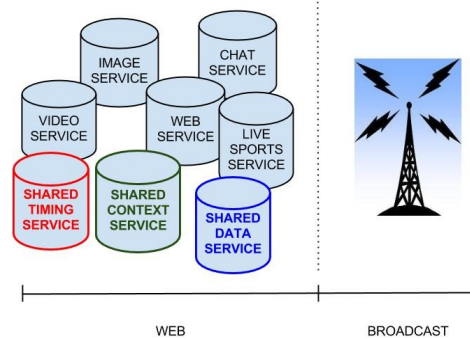 IMAGE
SERVICE
CHAT
SERVICE
VIDEO
SERVICE
WEB
SERVICE
LIVE
SPORTS
SERVICE
SHARED
TIMING
SERVICE
SHARED
CONTEXT
SERVICE
SHARED
DATA
SERVICE
WEB
BROADCAST